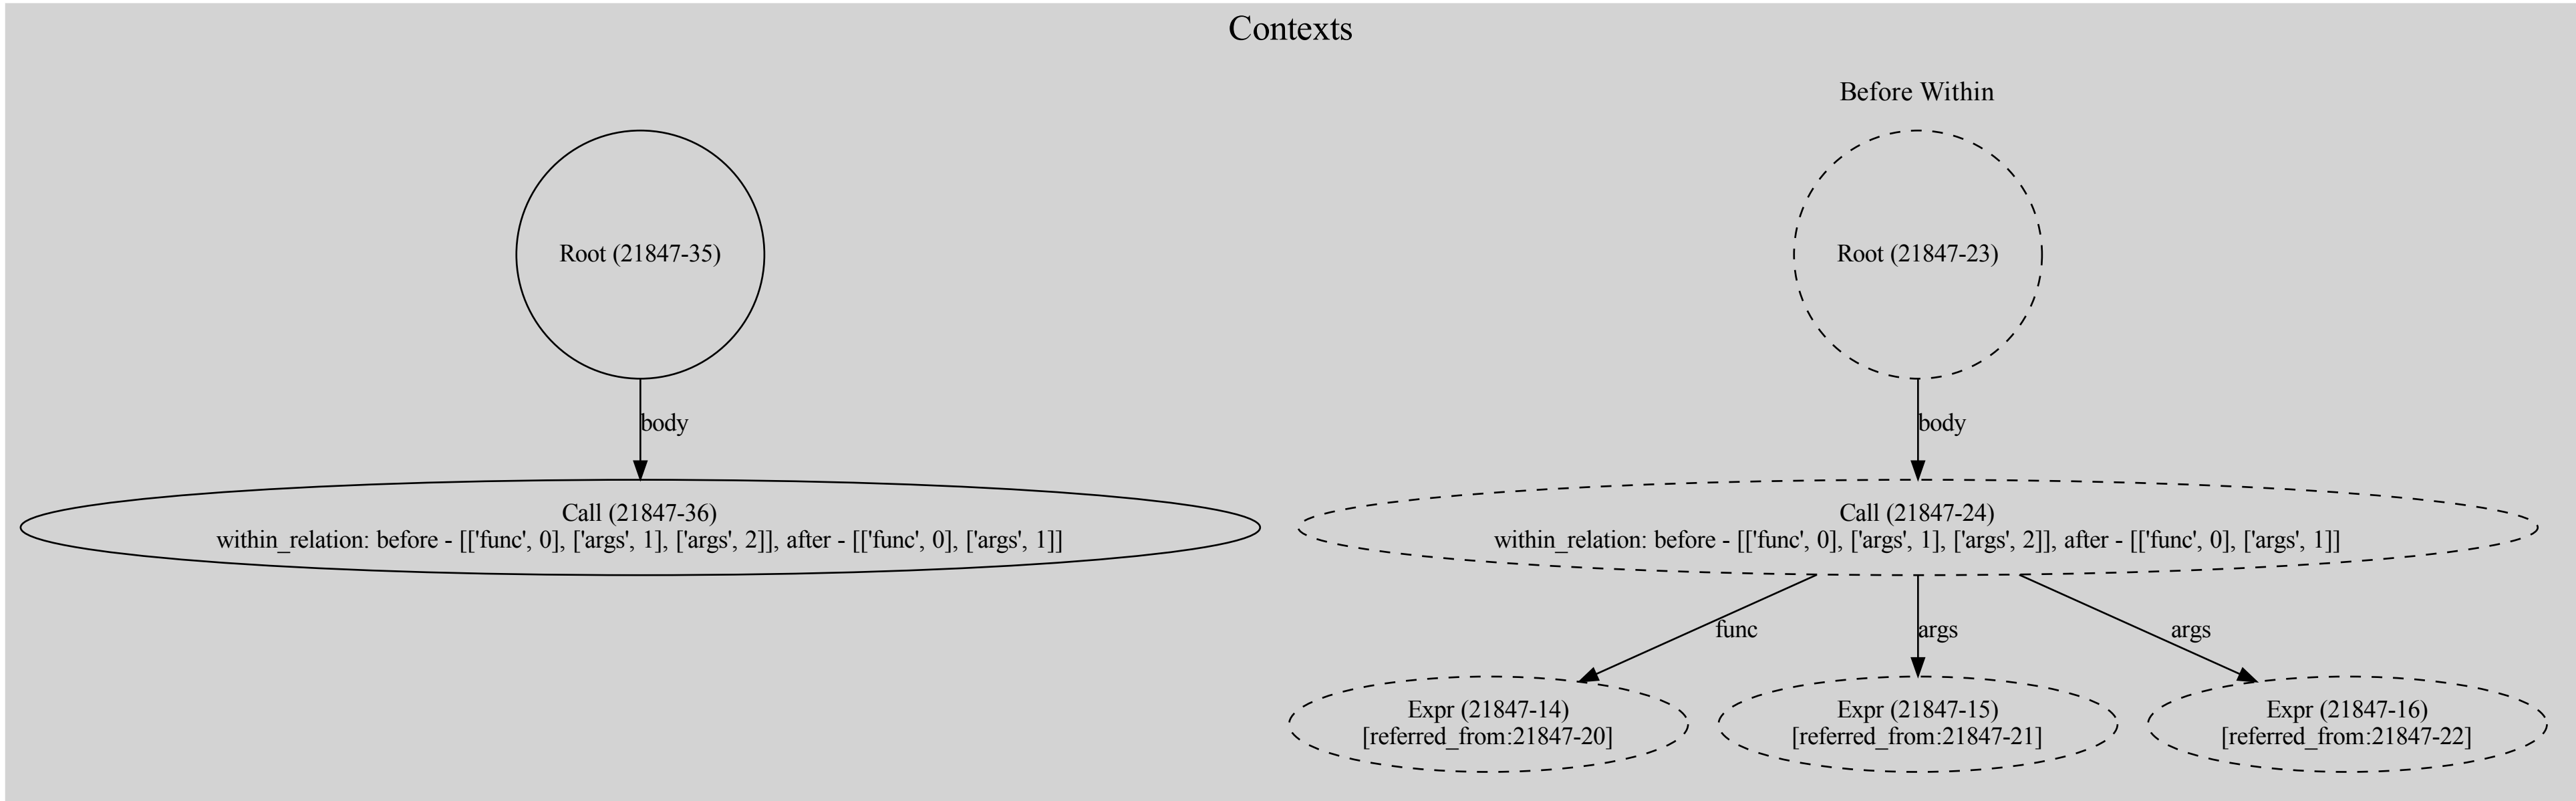 Contexts
Before Within
Root (21847-35)
Root (21847-23)
body
body
Call (21847-36)
within_relation: before - [['func', 0], ['args', 1], ['args', 2]], after - [['func', 0], ['args', 1]]
Call (21847-24)
within_relation: before - [['func', 0], ['args', 1], ['args', 2]], after - [['func', 0], ['args', 1]]
func
args
args
Expr (21847-14)
[referred_from:21847-20]
Expr (21847-15)
[referred_from:21847-21]
Expr (21847-16)
[referred_from:21847-22]